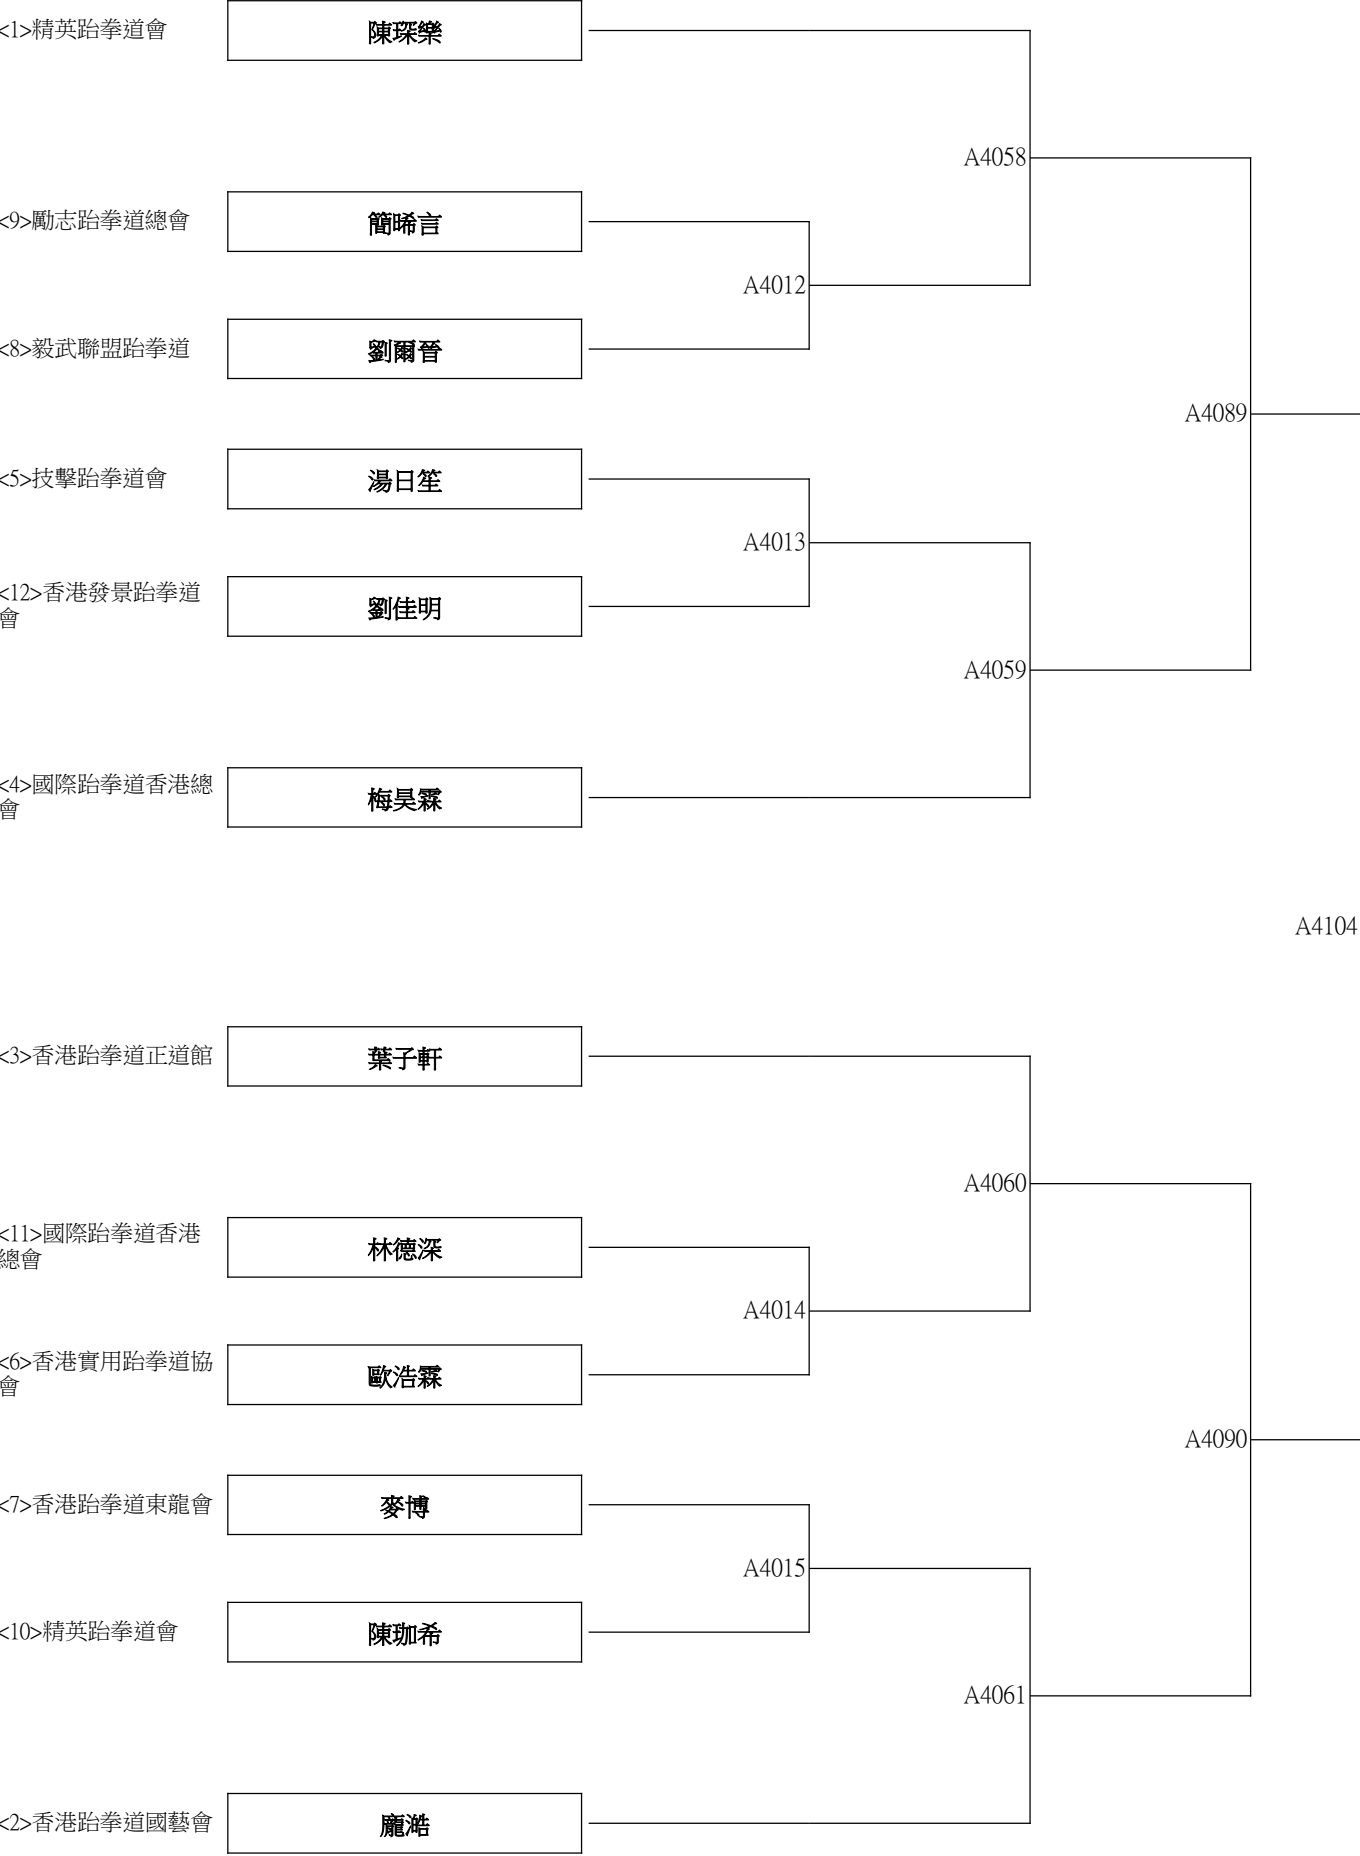 <1>精英跆拳道會
陳琛樂
A4058
<9>勵志跆拳道總會
簡晞言
A4012
<8>毅武聯盟跆拳道
劉爾晉
A4089
<5>技擊跆拳道會
湯日笙
A4013
<12>香港發景跆拳道
會
劉佳明
A4059
<4>國際跆拳道香港總
會
梅昊霖
A4104
<3>香港跆拳道正道館
葉子軒
A4060
<11>國際跆拳道香港
總會
林德深
A4014
<6>香港實用跆拳道協
會
歐浩霖
A4090
<7>香港跆拳道東龍會
麥博
A4015
<10>精英跆拳道會
陳珈希
A4061
<2>香港跆拳道國藝會
龐澔